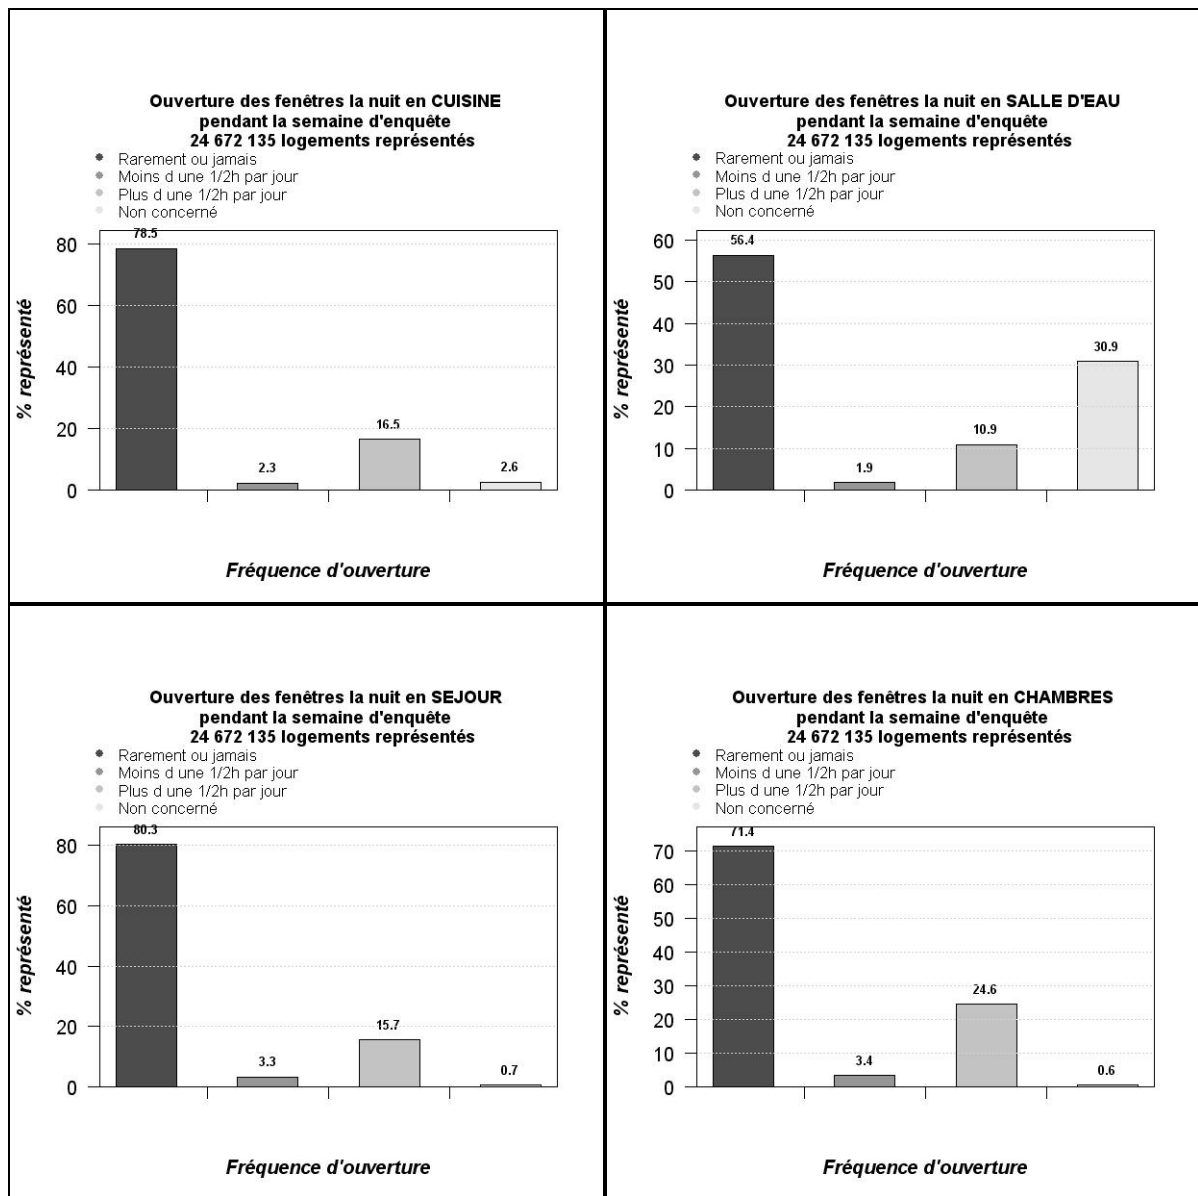 Ouverture des fenêtres la nuit en CUISINE
pendant la semaine d'enquête
24 672 135 logements représentés
Rarement ou jamais
Moins d une 1/2h par jour
Plus d une 1/2h par jour
Non concerné
% représenté
80
60
40
20
0
78.5
2.3
16.5
2.6
Fréquence d'ouverture
Ouverture des fenêtres la nuit en SALLE D'EAU
pendant la semaine d'enquête
24 672 135 logements représentés
Rarement ou jamais
Moins d une 1/2h par jour
Plus d une 1/2h par jour
Non concerné
% représenté
60
50
40
30
20
10
0
56.4
1.9
10.9
30.9
Fréquence d'ouverture
Ouverture des fenêtres la nuit en SEJOUR
pendant la semaine d'enquête
24 672 135 logements représentés
Rarement ou jamais
Moins d une 1/2h par jour
Plus d une 1/2h par jour
Non concerné
% représenté
80
60
40
20
0
80.3
3.3
15.7
0.7
Fréquence d'ouverture
Ouverture des fenêtres la nuit en CHAMBRES
pendant la semaine d'enquête
24 672 135 logements représentés
Rarement ou jamais
Moins d une 1/2h par jour
Plus d une 1/2h par jour
Non concerné
% représenté
70
60
50
40
30
20
10
0
71.4
3.4
24.6
0.6
Fréquence d'ouverture